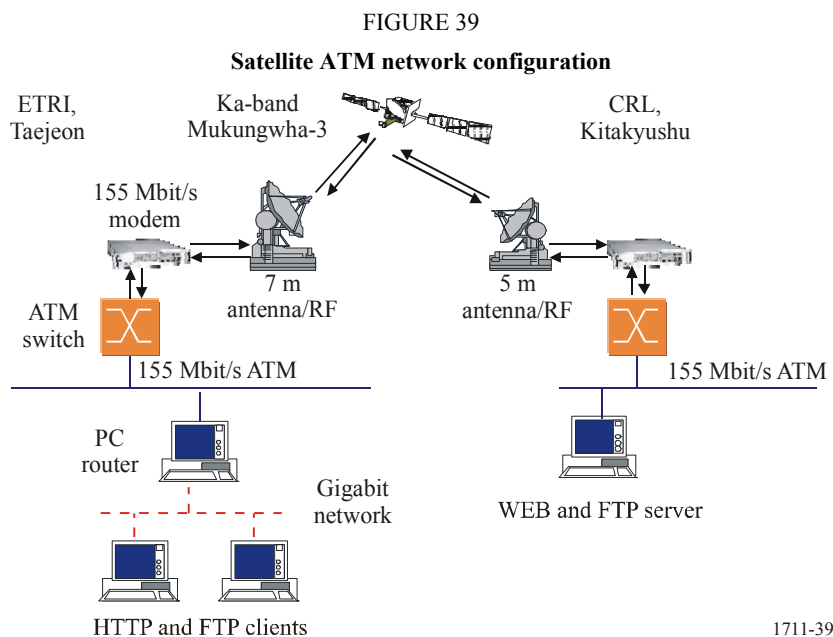 FIGURE 39
Satellite ATM network configuration
ETRI,
Taejeon
Ka-band
Mukungwha-3
CRL,
Kitakyushu
155 Mbit/s
modem
7 m
antenna/RF
5 m
antenna/RF
ATM
switch
155 Mbit/s ATM
155 Mbit/s ATM
PC
router
Gigabit
network
WEB and FTP server
HTTP and FTP clients
1711-39